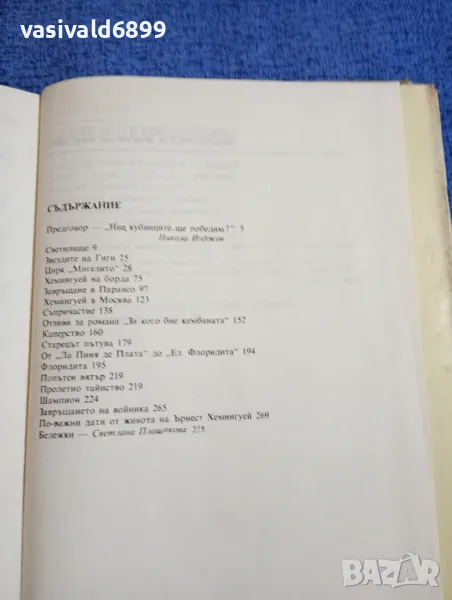 vasivald6899
СЪДЪРЖАНИЕ
Предговор — „Ние, кубинците, ще победим!" 5
Никола Инджов
Светилище 9
Звездите на Гиги 25
Цирк „Мигелито" 28
Хемингуей на борда 75
Завръщане в Параисо 97
Хемингуей в Москва 123
Съпричастие 138
Отзиви за романа „За кого бие камбаната" 152
Каперство 160
Старецът пътува 179
От „Ла Пиня де Плата" до „Ел Флоридита" 194
Флоридита 195
Попътен вятър 219
Пролетно тайнство 219
Шампион 224
Завръщането на войника 265
По-важни дати от живота на Ърнест Хемингуей 269
Бележки — Светлана Плашокова 275
BAZAR